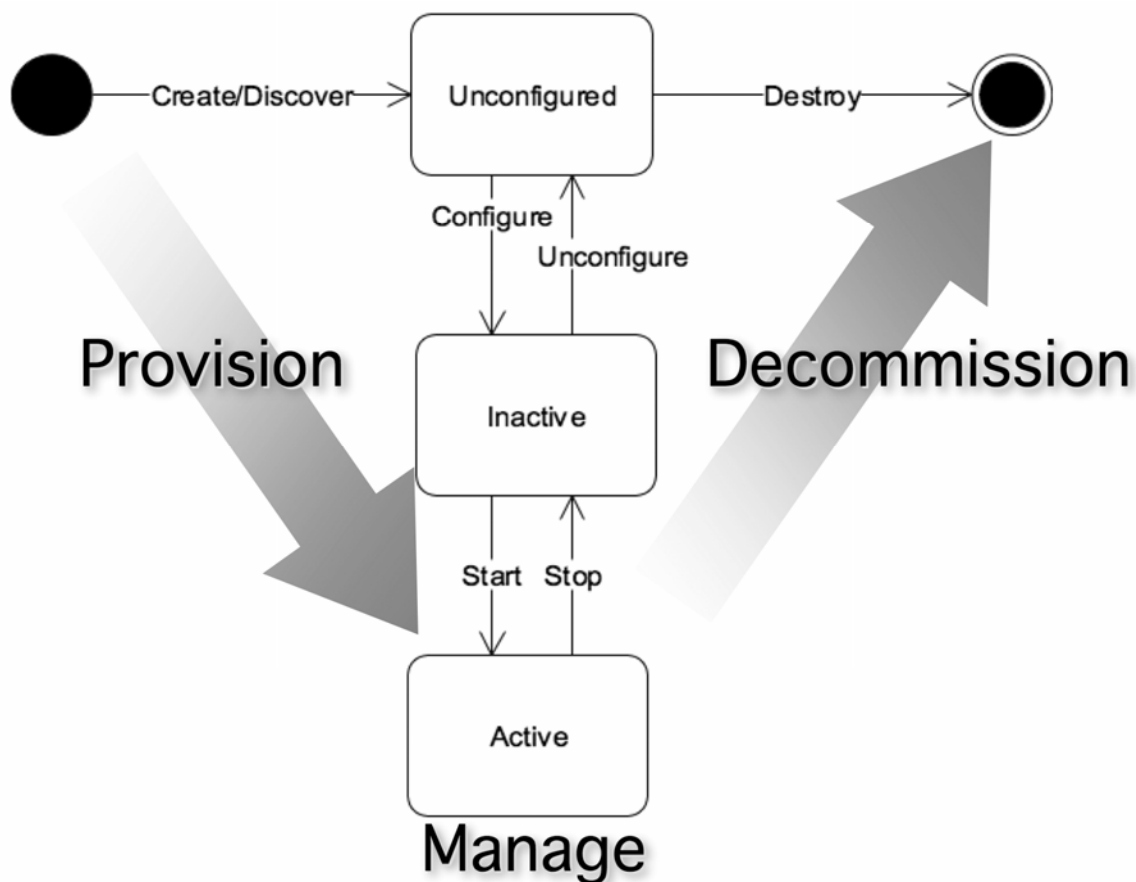 Create/Discover
Unconfigured
Destroy
Configure
Unconfigure
Provision
Decommission
Inactive
Start
Stop
Active
Manage